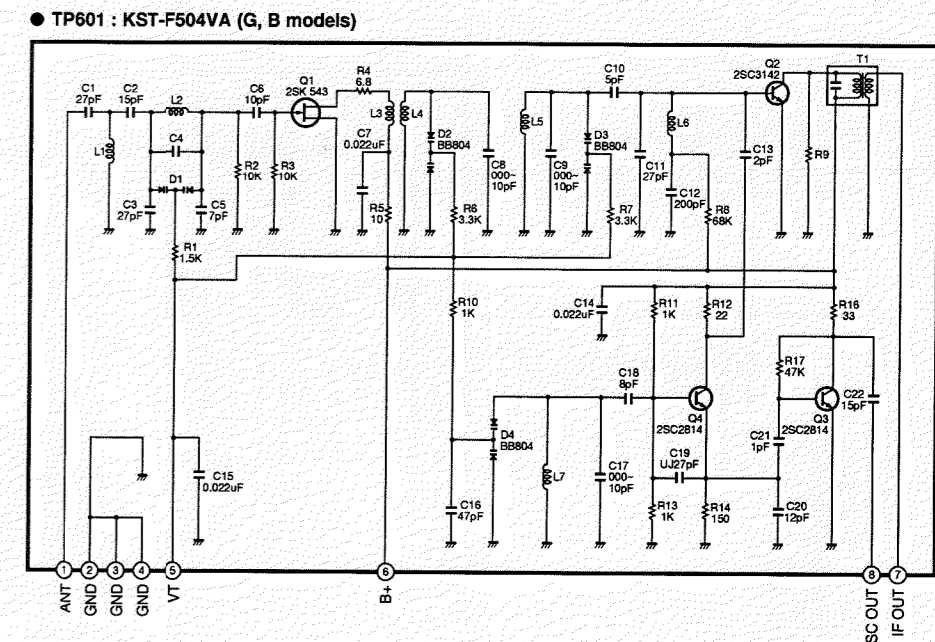 ● TP601 : KST-F504VA (G, B models)
C1
27pF
C2
15pF
L2
C6
10pF
Q1
2SK 543
R4
6.8
C10
5pF
Q2
2SC3142
T1
L1
C4
C7
0.022uF
L3
L4
D2
BB804
L5
D3
BB804
L6
C13
2pF
R9
D1
R2
10K
R3
10K
C8
000~
10pF
C9
000~
10pF
C11
27pF
C12
200pF
C3
27pF
C5
7pF
R5
10
R6
3.3K
R7
3.3K
R8
68K
R1
1.5K
R10
1K
C14
0.022uF
R11
1K
R12
22
R16
33
R17
47K
C18
8pF
Q4
2SC2814
Q3
2SC2814
C22
15pF
D4
BB804
C21
1pF
C15
0.022uF
L7
C17
000~
10pF
C19
UJ27pF
C16
47pF
R13
1K
R14
150
C20
12pF
1
2
3
4
5
6
8
7
ANT
GND
GND
GND
VT
B+
SC OUT
IF OUT